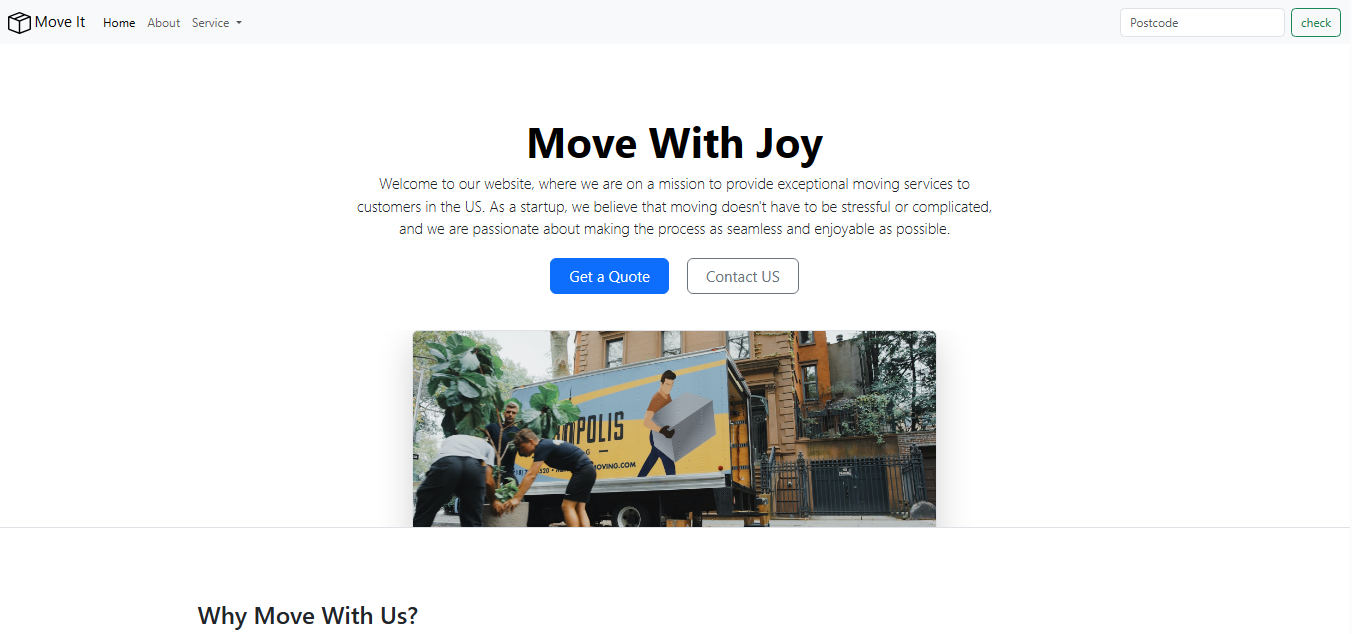 Move It
Home
About
Service
Postcode
check
Move With Joy
Welcome to our website, where we are on a mission to provide exceptional moving services to
customers in the US. As a startup, we believe that moving doesn't have to be stressful or complicated,
and we are passionate about making the process as seamless and enjoyable as possible.
Get a Quote
Contact US
POLIS
MOVING.COM
Why Move With Us?